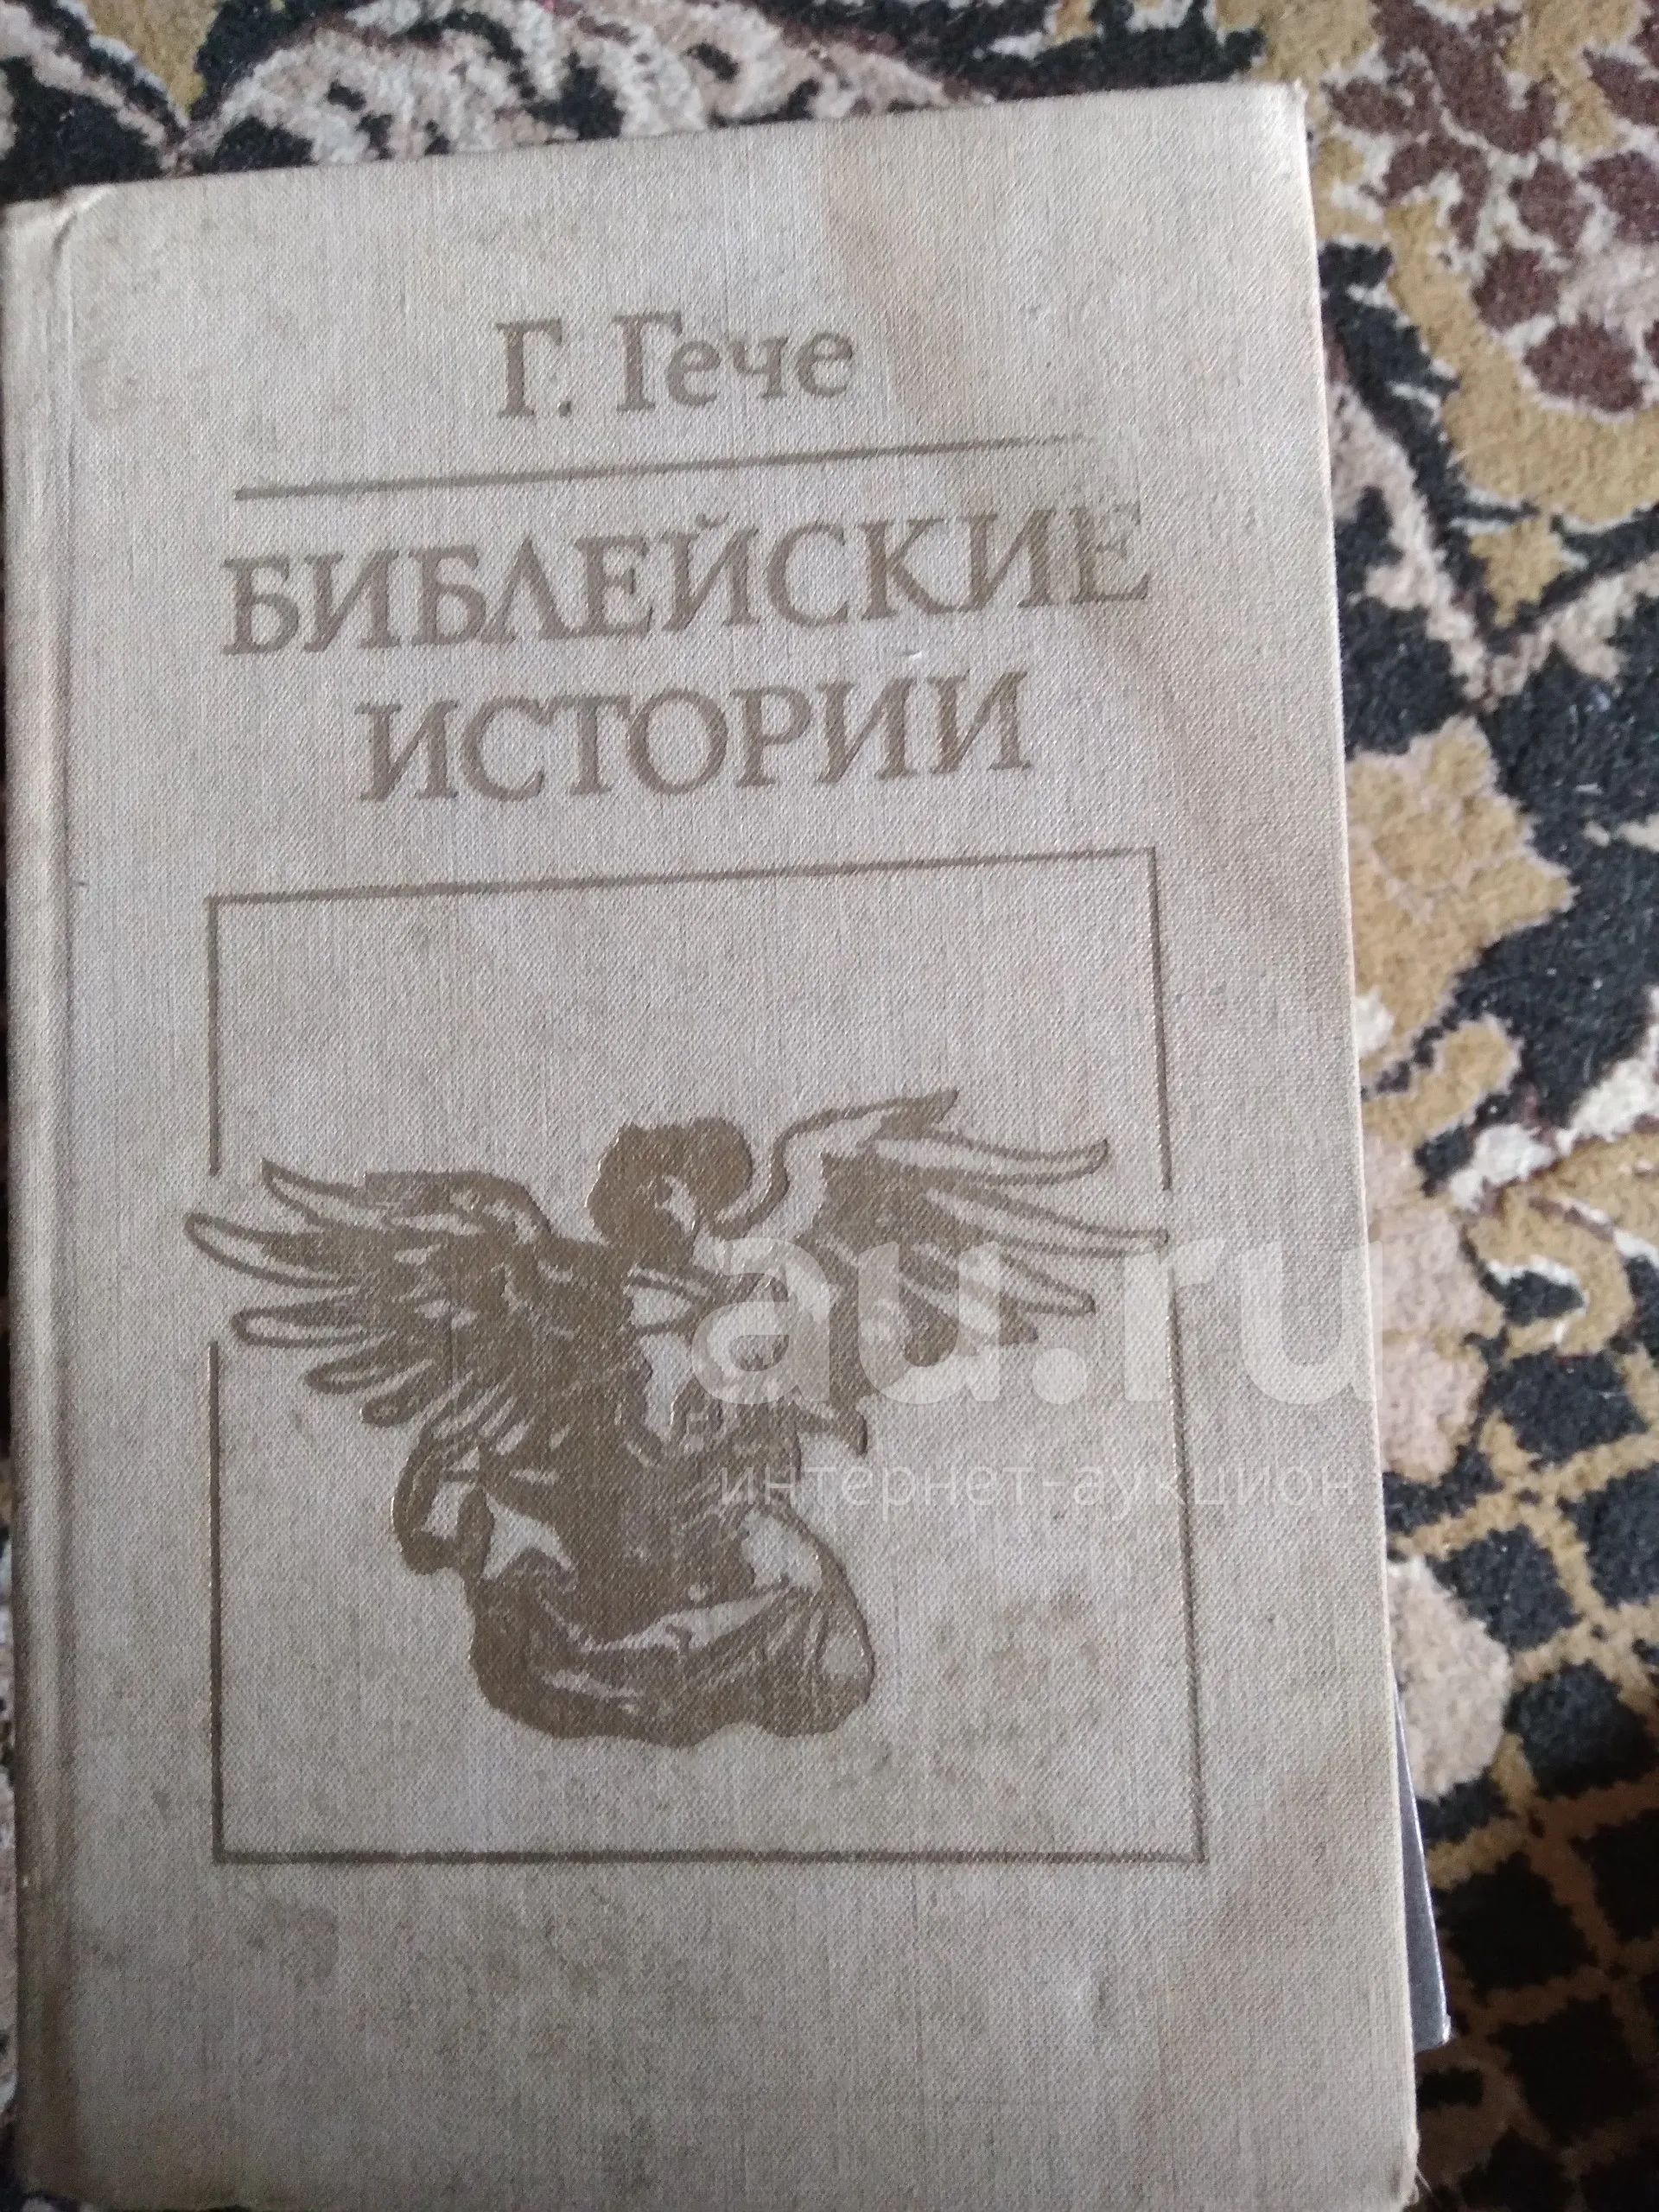 Г. Гече
БИБЛЕЙСКИЕ
ИСТОРИИ
au.ru
интернет-аукцион